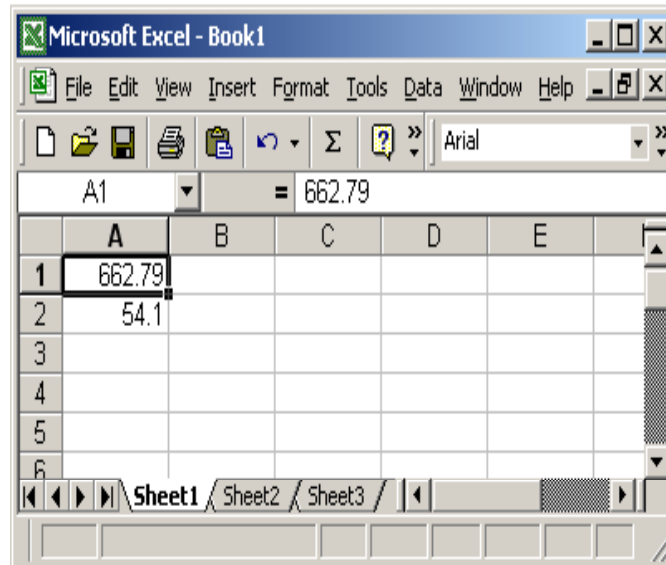 Microsoft Excel - Book1
File Edit View Insert Format Tools Data Window Help
Σ ? » Arial »
A1 = 662.79
A B C D E
1 662.79
2 54.1
3
4
5
6
Sheet1 Sheet2 Sheet3